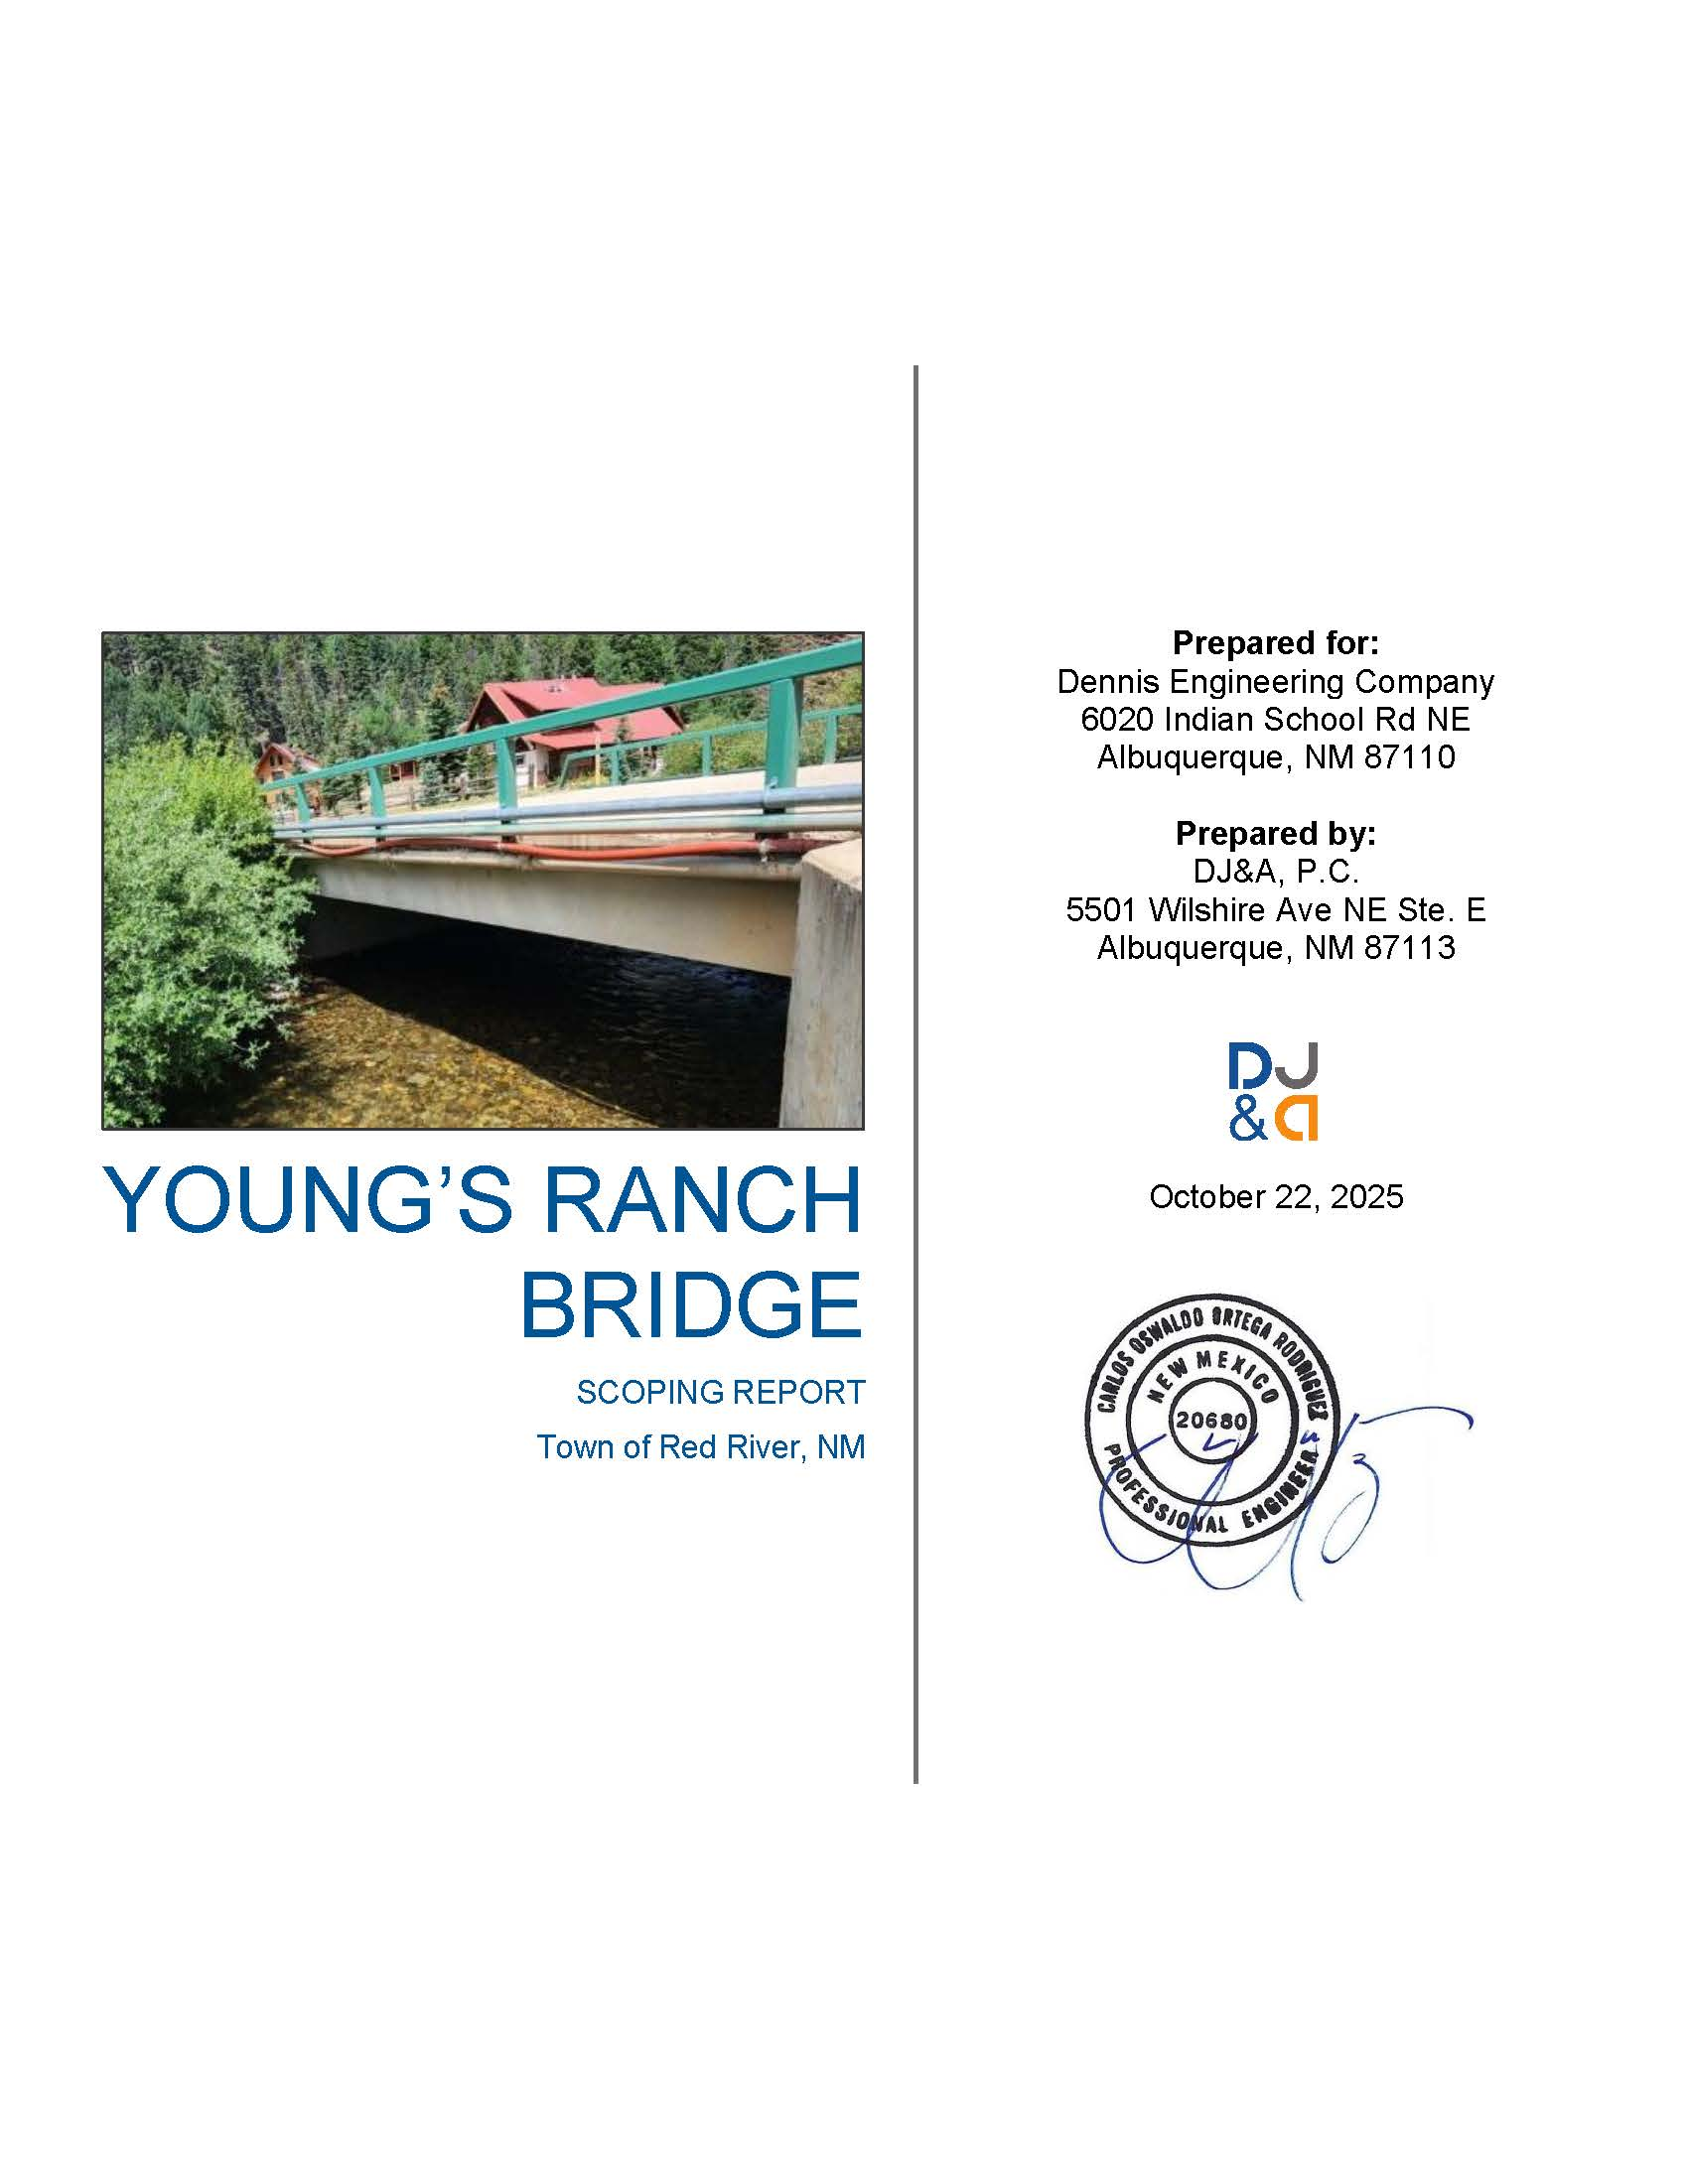 YOUNG’S RANCH
BRIDGE
SCOPING REPORT
Town of Red River, NM
Prepared for:
Dennis Engineering Company
6020 Indian School Rd NE
Albuquerque, NM 87110
Prepared by:
DJ&A, P.C.
5501 Wilshire Ave NE Ste. E
Albuquerque, NM 87113
DJ
&A
October 22, 2025
CARLOS OSWALDO ORTEGA RODRIGUEZ
NEW MEXICO
20680
PROFESSIONAL ENGINEER